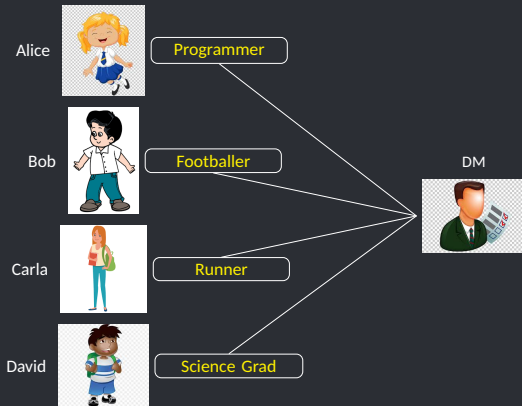 Alice
Programmer
Bob
Footballer
DM
Carla
Runner
David
Science Grad